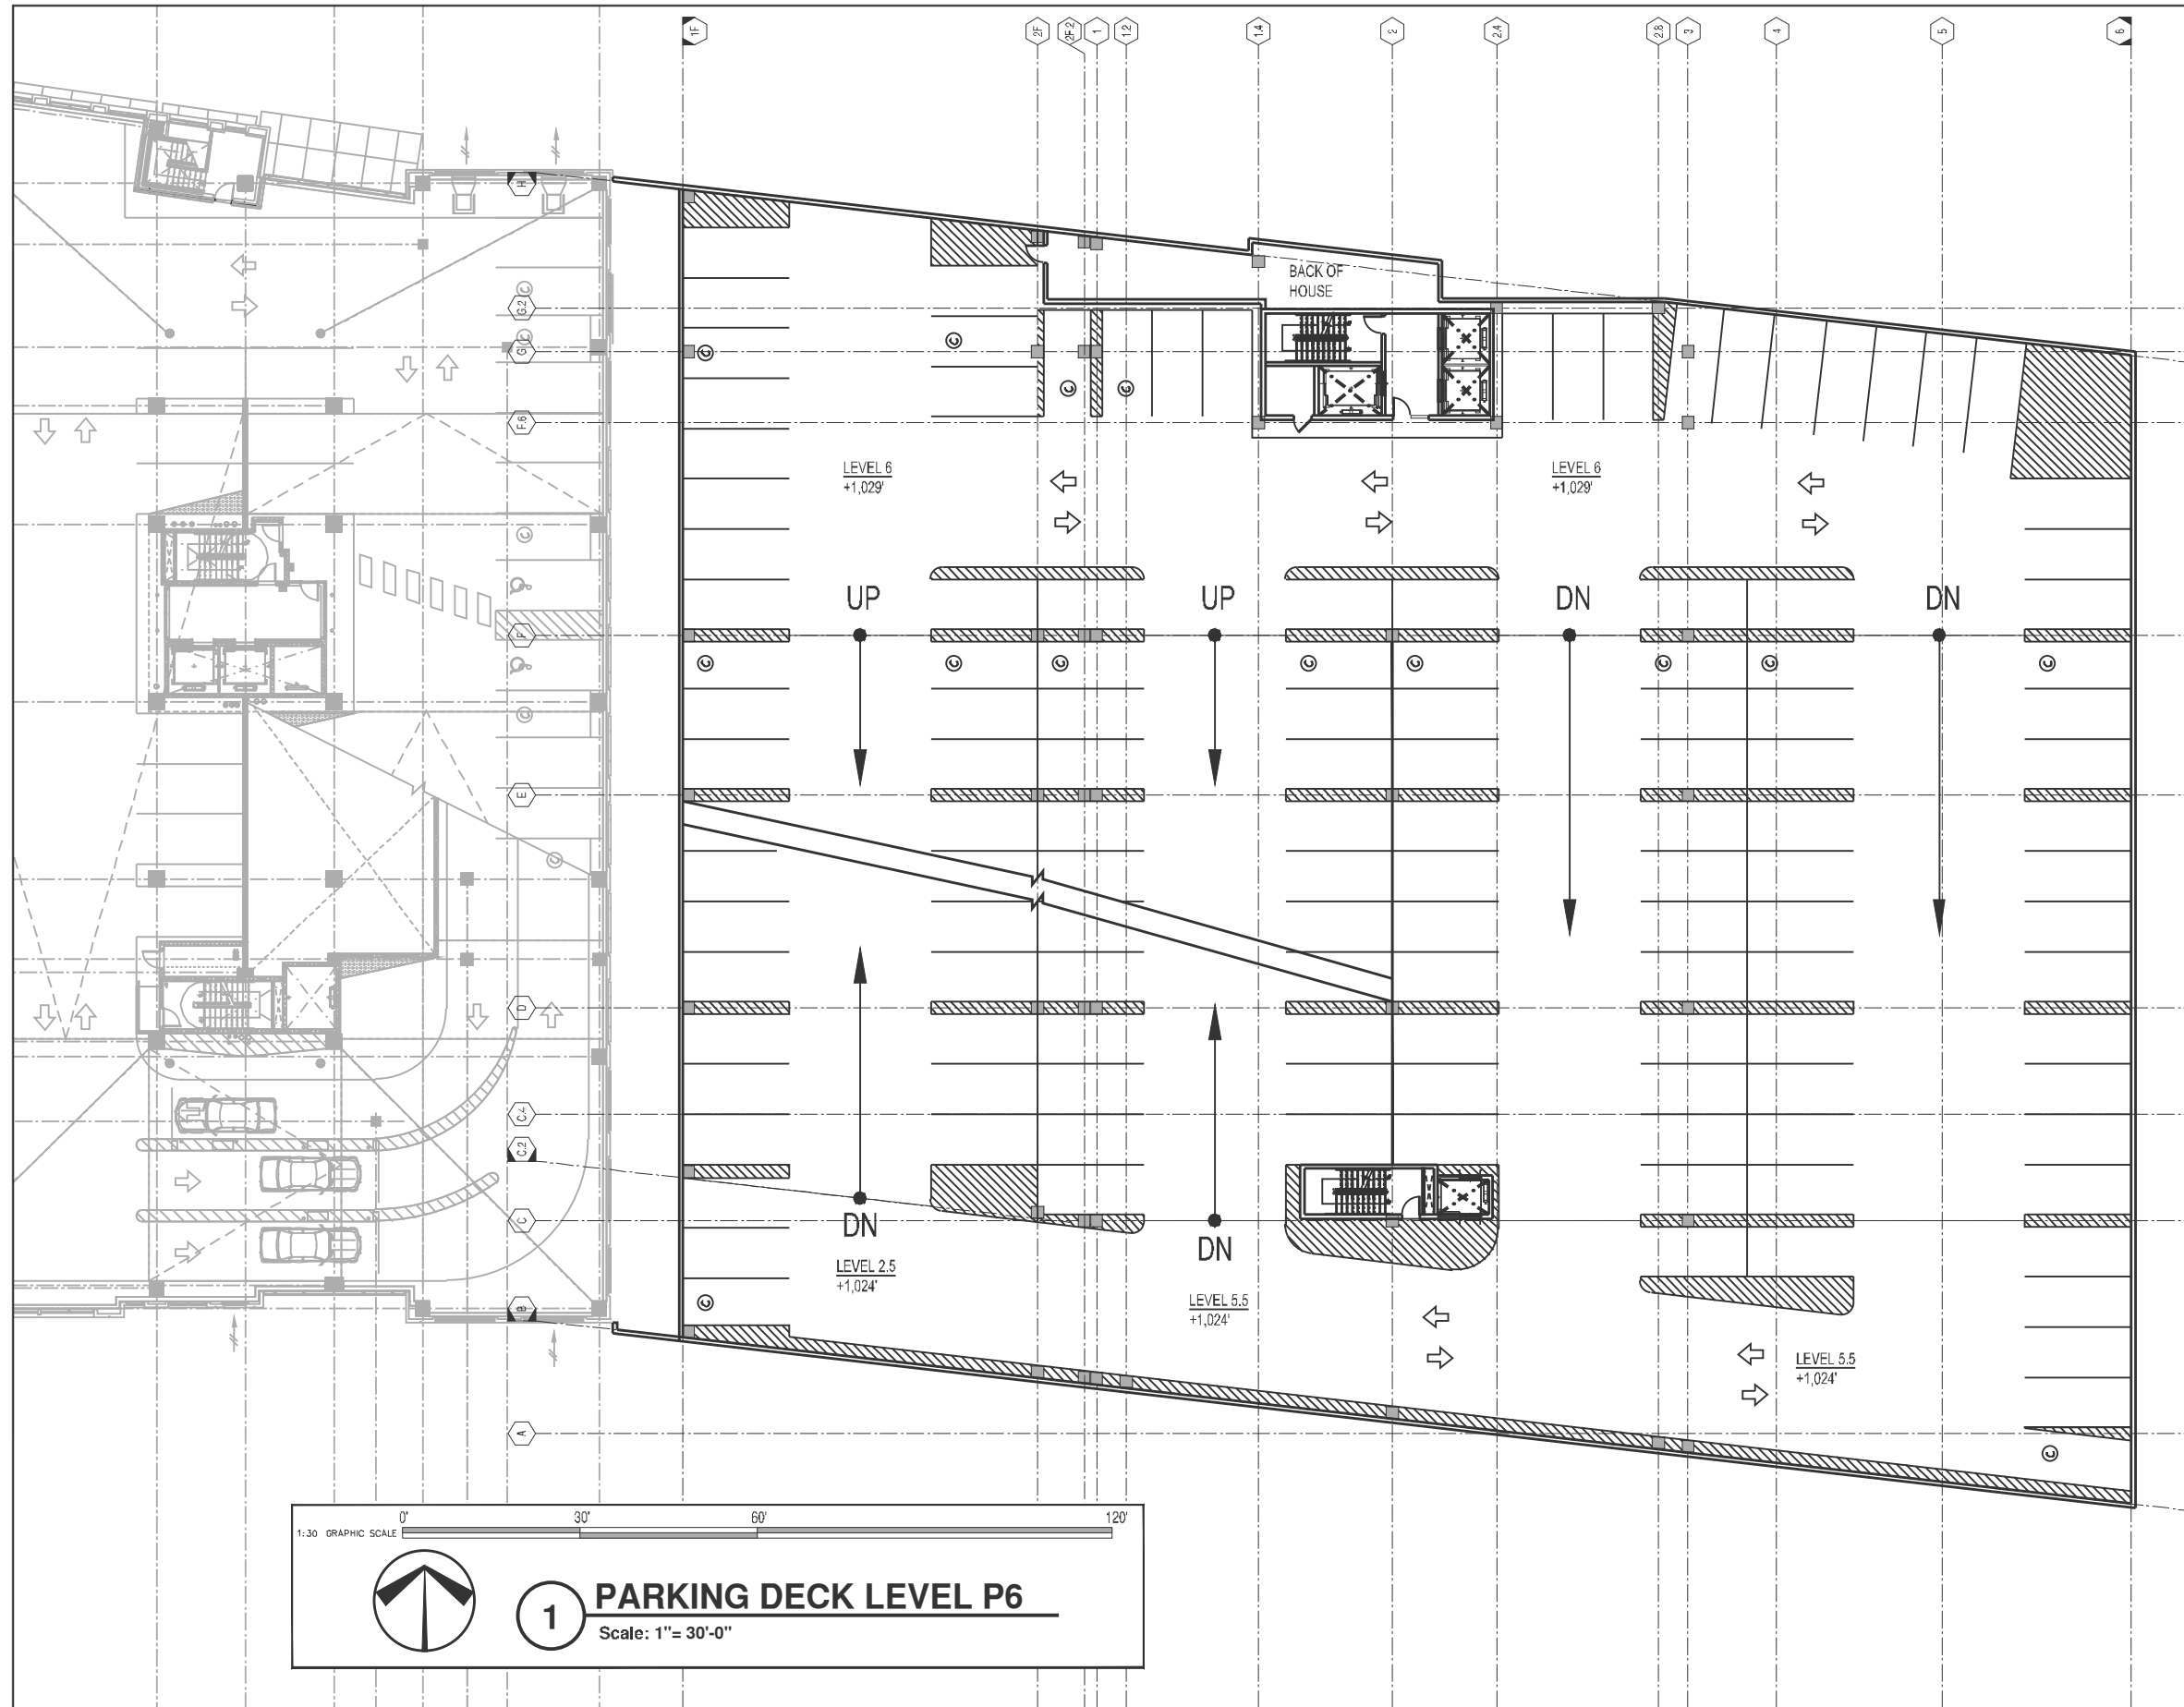 1F
2F
2F.2
1
1.2
1.4
2
2.4
2.8
3
4
5
6
H
G.2
G
F.6
F
E
D
C.4
C.2
C
B
A
BACK OF
HOUSE
C
C
C
C
C
C
LEVEL 6
+1,029'
LEVEL 6
+1,029'
C
UP
UP
DN
DN
C
C
C
C
C
C
C
C
C
C
DN
DN
LEVEL 2.5
+1,024'
LEVEL 5.5
+1,024'
C
LEVEL 5.5
+1,024'
C
0'
30'
60'
120'
1:30 GRAPHIC SCALE
1
PARKING DECK LEVEL P6
Scale: 1"= 30'-0"